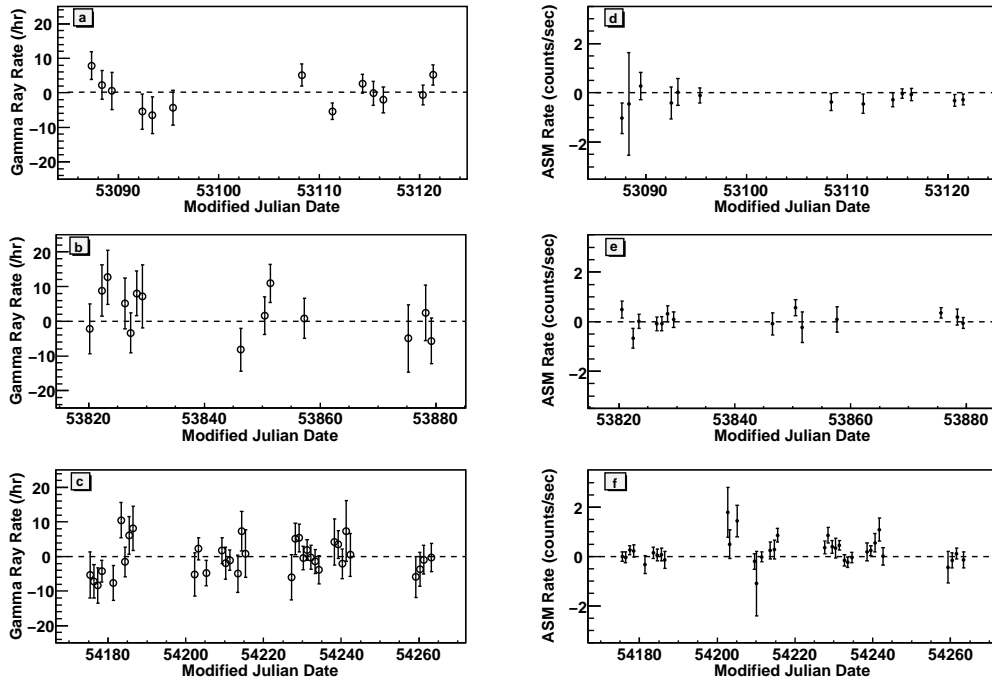 a
Gamma Ray Rate (/hr)
20
10
0
−10
−20
53090
53100
53110
53120
Modified Julian Date
d
ASM Rate (counts/sec)
2
0
−2
53090
53100
53110
53120
Modified Julian Date
b
Gamma Ray Rate (/hr)
20
10
0
−10
−20
53820
53840
53860
53880
Modified Julian Date
e
ASM Rate (counts/sec)
2
0
−2
53820
53840
53860
53880
Modified Julian Date
c
Gamma Ray Rate (/hr)
20
10
0
−10
−20
54180
54200
54220
54240
54260
Modified Julian Date
f
ASM Rate (counts/sec)
2
0
−2
54180
54200
54220
54240
54260
Modified Julian Date